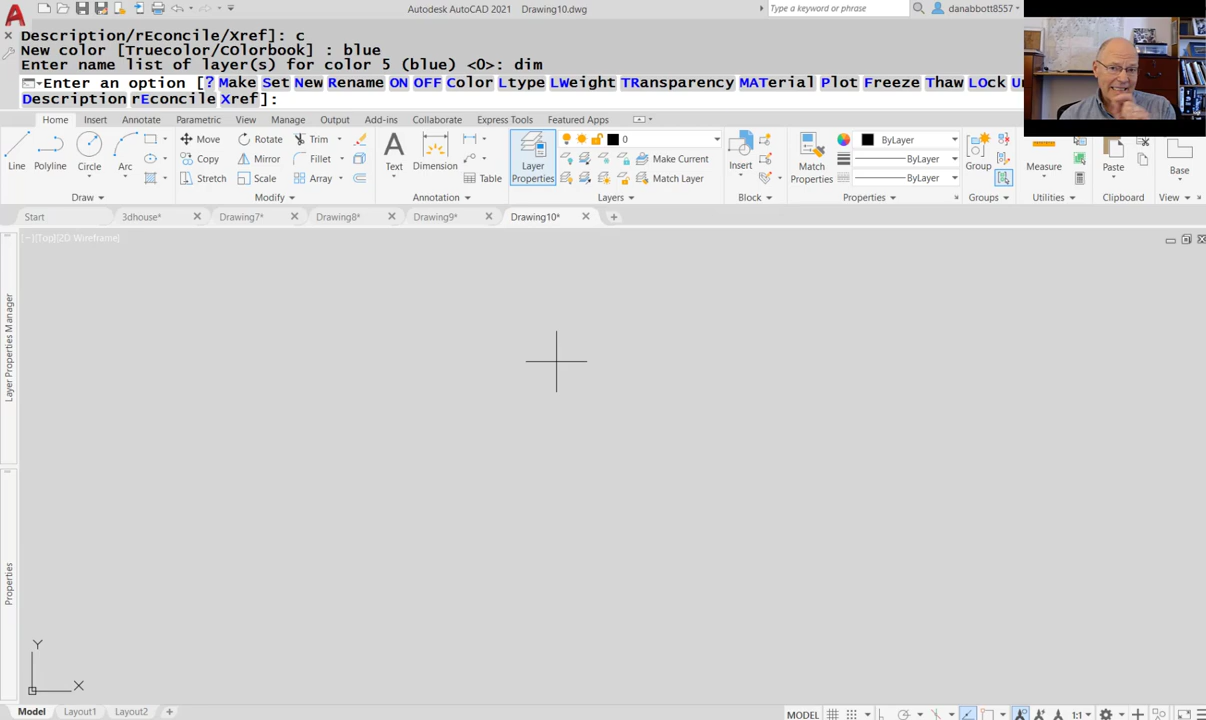 Autodesk AutoCAD 2021 Drawing10.dwg
Type a keyword or phrase
danabbott8557
Description/rEconcile/Xref]: c
New color [Truecolor/COlorbook] : blue
Enter name list of layer(s) for color 5 (blue) <0>: dim
Enter an option [? Make Set New Rename ON OFF Color Ltype LWeight TRansparency MATerial Plot Freeze Thaw LOck
Description rEconcile Xref]:
Home Insert Annotate Parametric View Manage Output Add-ins Collaborate Express Tools Featured Apps
Line Polyline Circle Arc
Move Rotate Trim
Copy Mirror Fillet
Stretch Scale Array
Text Dimension
Table
Layer Properties
0
Make Current
Match Layer
Insert
Match Properties
ByLayer
ByLayer
ByLayer
Group
Measure
Paste
Base
Draw Modify Annotation Layers Block Properties Groups Utilities Clipboard View
Start 3dhouse* Drawing7* Drawing8* Drawing9* Drawing10*
[−][Top][2D Wireframe]
Layer Properties Manager
Properties
Y
X
Model Layout1 Layout2
MODEL
1:1